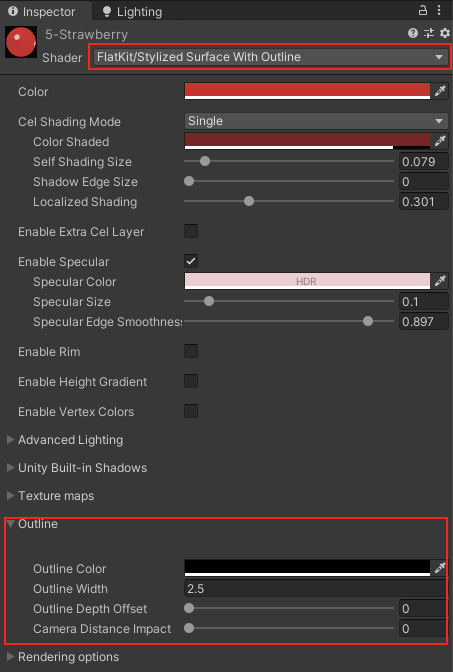 Inspector
Lighting
5-Strawberry
Shader
FlatKit/Stylized Surface With Outline
Color
Cel Shading Mode
Single
Color Shaded
Self Shading Size
0.079
Shadow Edge Size
0
Localized Shading
0.301
Enable Extra Cel Layer
Enable Specular
Specular Color
HDR
Specular Size
0.1
Specular Edge Smoothness
0.897
Enable Rim
Enable Height Gradient
Enable Vertex Colors
Advanced Lighting
Unity Built-in Shadows
Texture maps
Outline
Outline Color
Outline Width
2.5
Outline Depth Offset
0
Camera Distance Impact
0
Rendering options